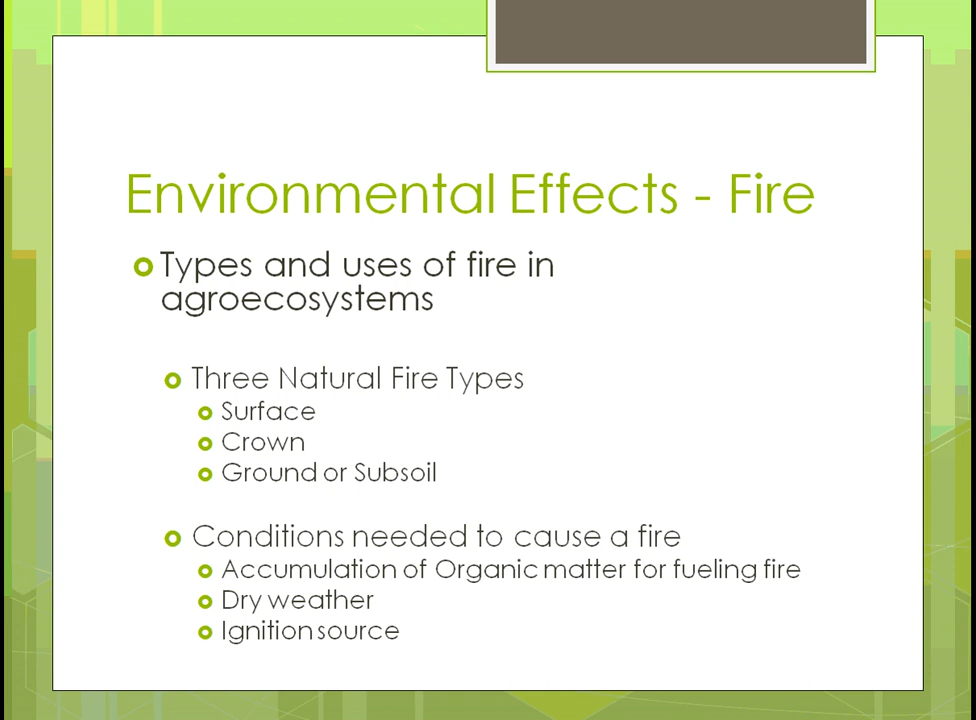 Environmental Effects - Fire
Types and uses of fire in
agroecosystems
Three Natural Fire Types
Surface
Crown
Ground or Subsoil
Conditions needed to cause a fire
Accumulation of Organic matter for fueling fire
Dry weather
Ignition source